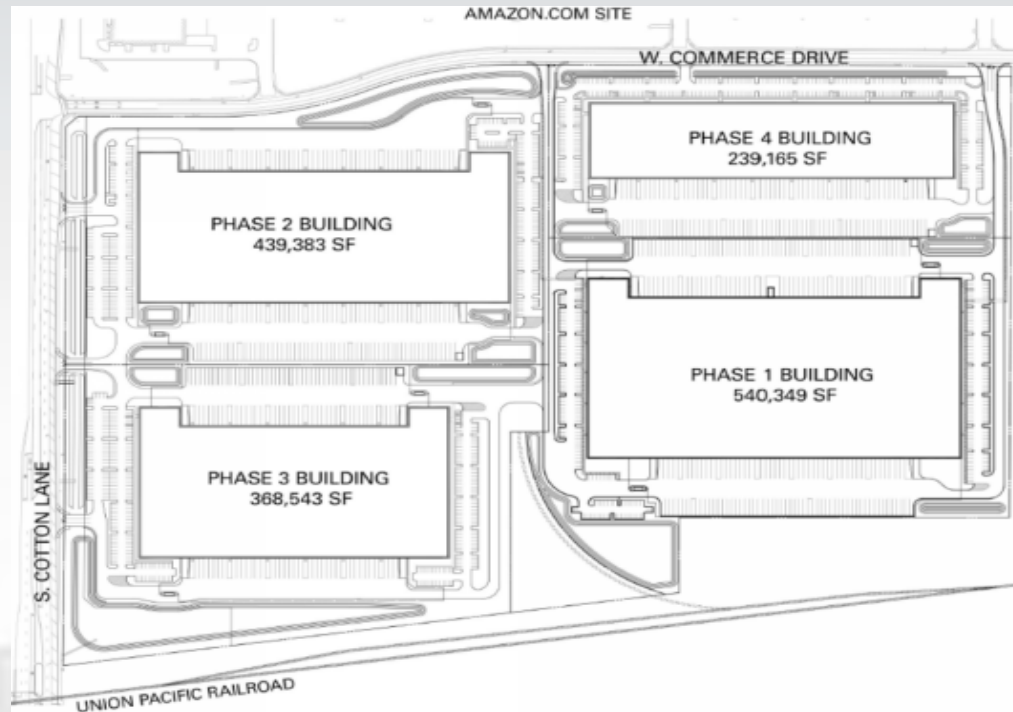 AMAZON.COM SITE
W. COMMERCE DRIVE
PHASE 4 BUILDING
239,165 SF
PHASE 2 BUILDING
439,383 SF
PHASE 1 BUILDING
540,349 SF
PHASE 3 BUILDING
368,543 SF
S. COTTON LANE
UNION PACIFIC RAILROAD